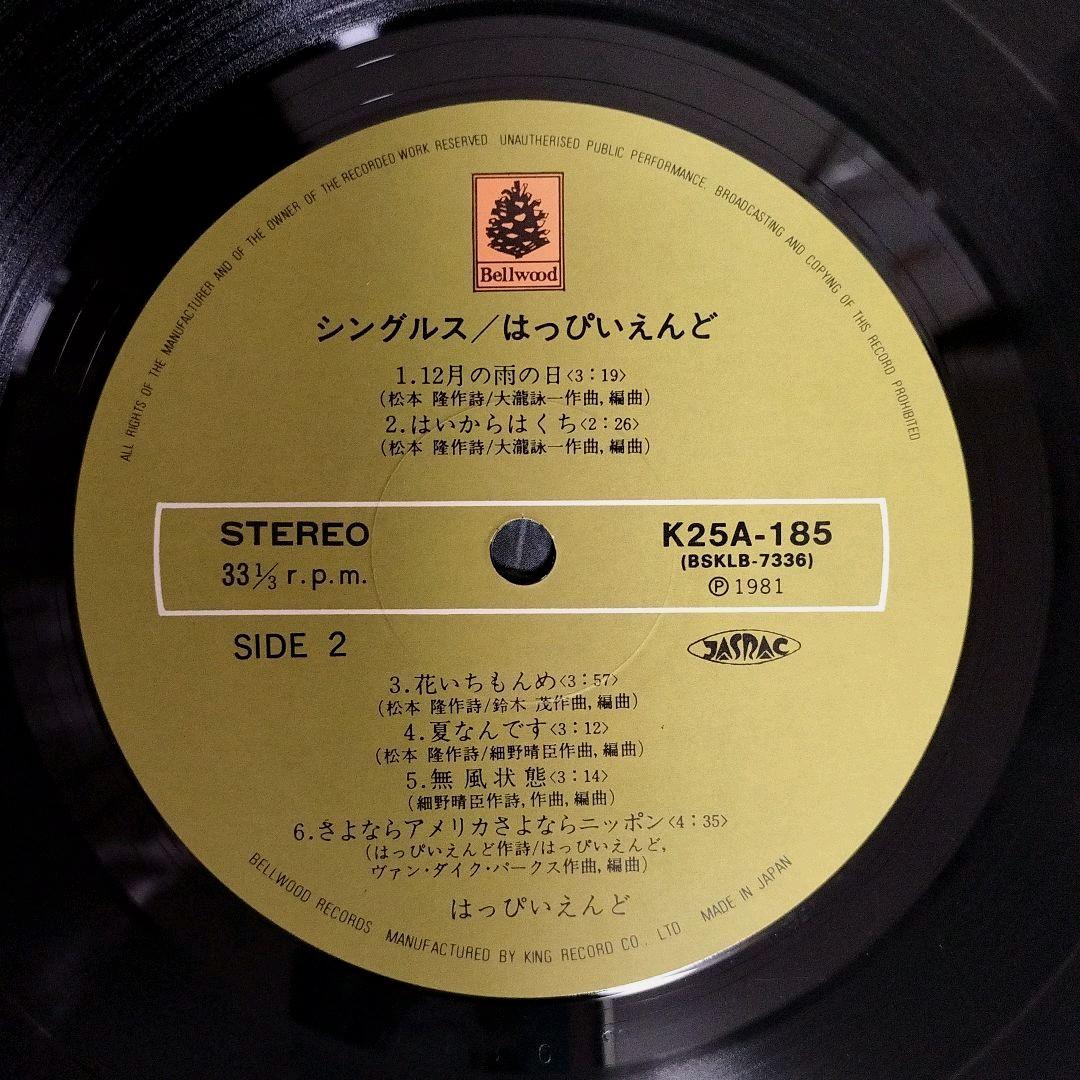 ALL RIGHTS OF THE MANUFACTURER AND OF THE OWNER OF THE RECORDED WORK RESERVED UNAUTHORISED PUBLIC PERFORMANCE, BROADCASTING AND COPYING OF THIS RECORD PROHIBITED
Bellwood
シングルス/はっぴいえんど
1.12月の雨の日<3:19>
(松本 隆作詩/大瀧詠一作曲,編曲)
2.はいからはくち<2:26>
(松本 隆作詩/大瀧詠一作曲,編曲)
STEREO
33 1/3 r.p.m.
K25A-185
(BSKLB-7336)
Ⓟ 1981
SIDE 2
JASRAC
3.花いちもんめ<3:57>
(松本 隆作詩/鈴木 茂作曲,編曲)
4.夏なんです<3:12>
(松本 隆作詩/細野晴臣作曲,編曲)
5.無風状態<3:14>
(細野晴臣作詩,作曲,編曲)
6.さよならアメリカさよならニッポン<4:35>
(はっぴいえんど作詩/はっぴいえんど,
ヴァン・ダイク・パークス作曲,編曲)
はっぴいえんど
BELLWOOD RECORDS MANUFACTURED BY KING RECORD CO., LTD MADE IN JAPAN